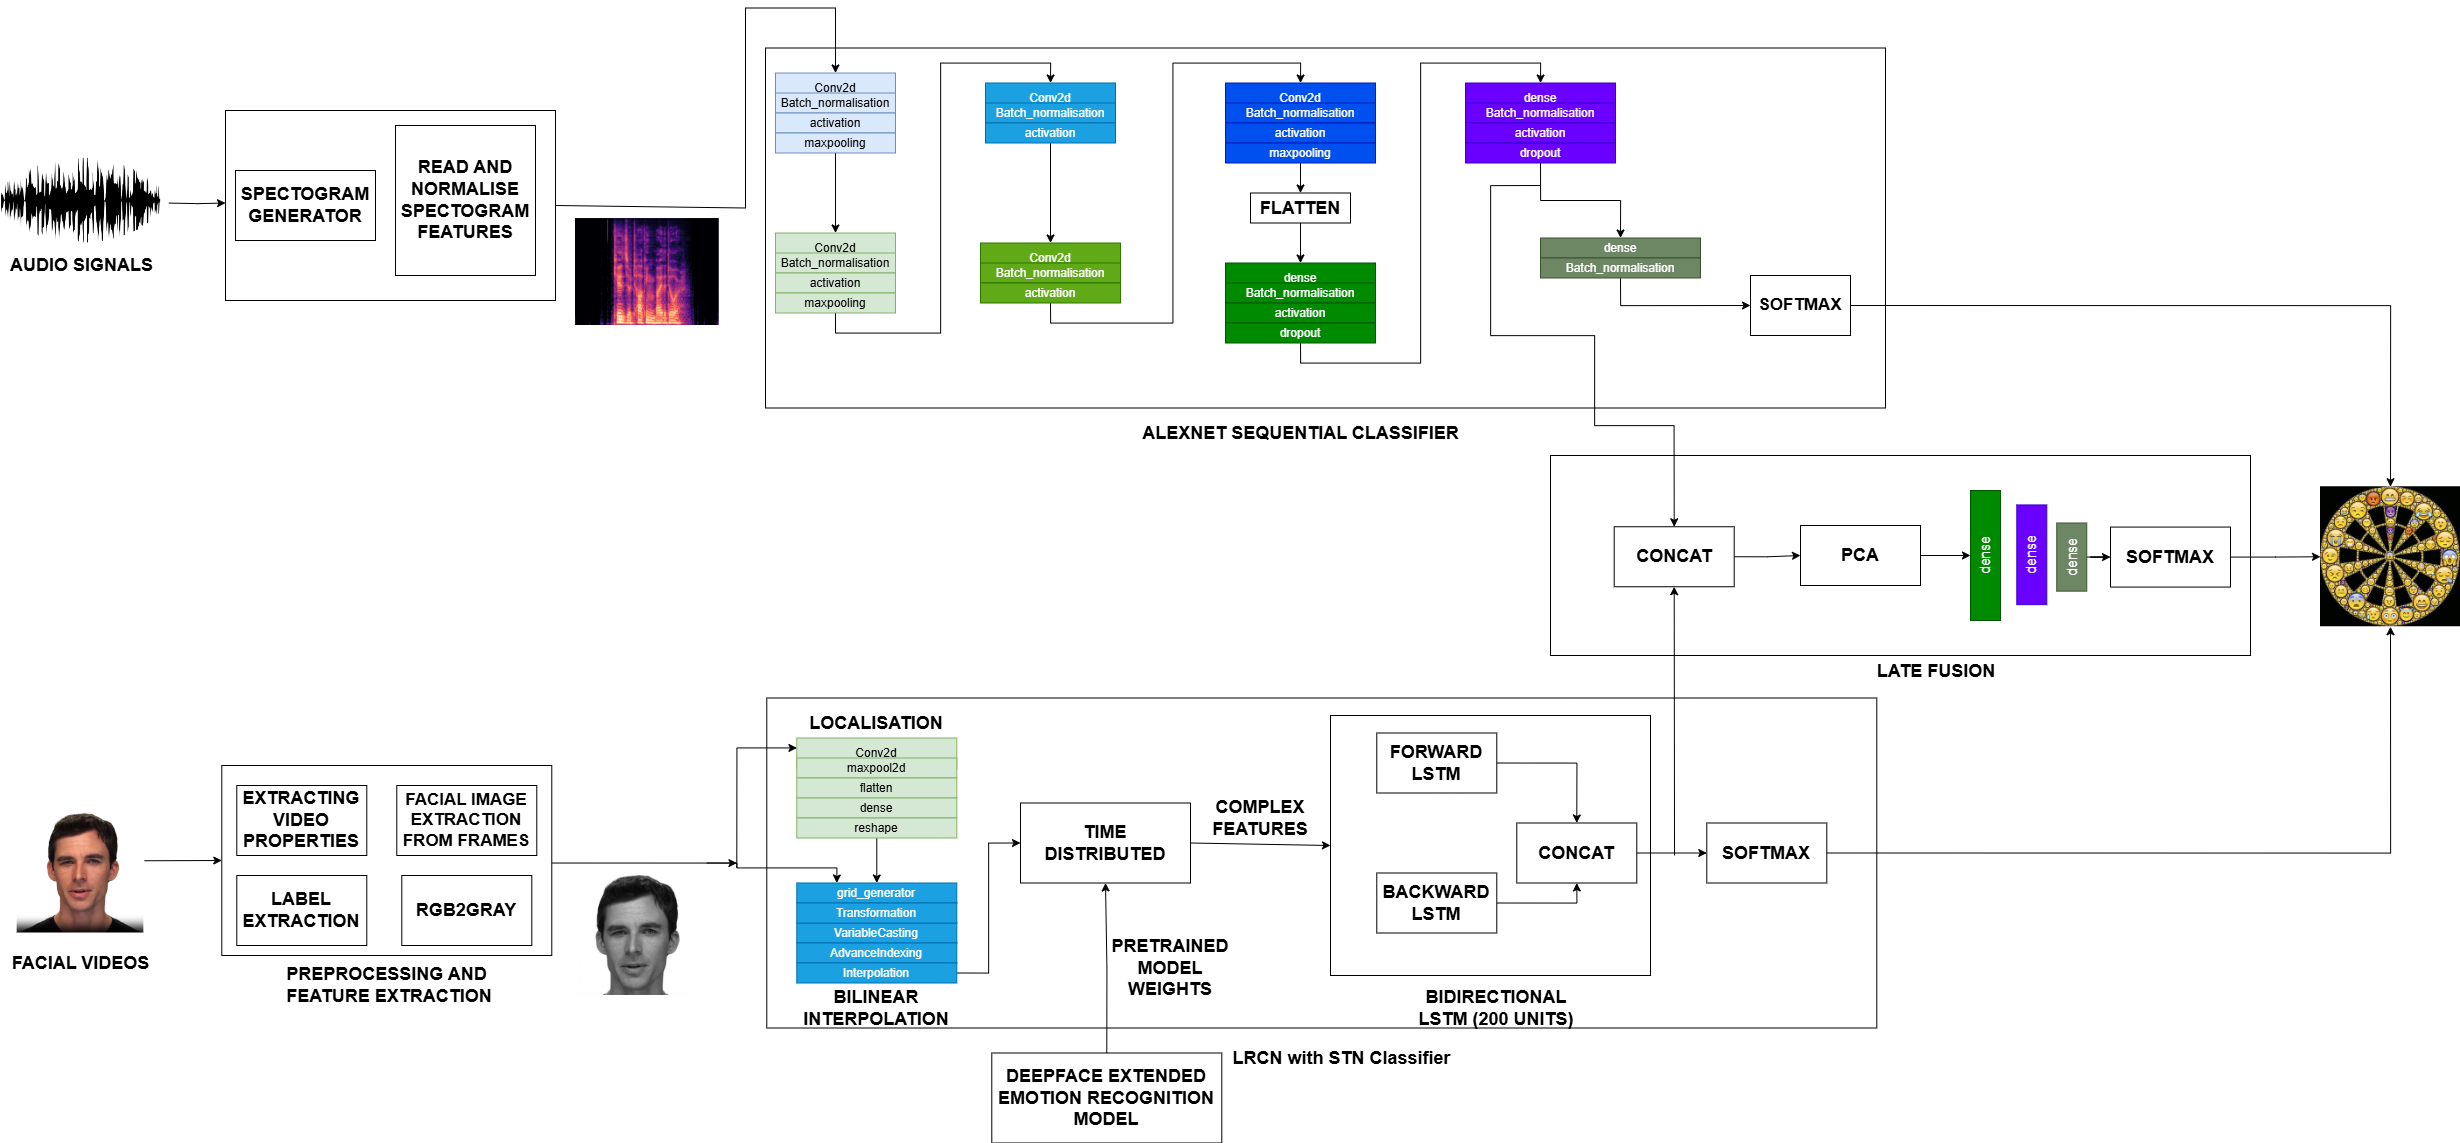 AUDIO SIGNALS
SPECTOGRAM
GENERATOR
READ AND
NORMALISE
SPECTOGRAM
FEATURES
Conv2d
Batch_normalisation
activation
maxpooling
Conv2d
Batch_normalisation
activation
maxpooling
Conv2d
Batch_normalisation
activation
Conv2d
Batch_normalisation
activation
Conv2d
Batch_normalisation
activation
maxpooling
FLATTEN
dense
Batch_normalisation
activation
dropout
dense
Batch_normalisation
activation
dropout
dense
Batch_normalisation
SOFTMAX
ALEXNET SEQUENTIAL CLASSIFIER
CONCAT
PCA
dense
dense
dense
SOFTMAX
LATE FUSION
FACIAL VIDEOS
EXTRACTING
VIDEO
PROPERTIES
FACIAL IMAGE
EXTRACTION
FROM FRAMES
LABEL
EXTRACTION
RGB2GRAY
PREPROCESSING AND
FEATURE EXTRACTION
LOCALISATION
Conv2d
maxpool2d
flatten
dense
reshape
grid_generator
Transformation
VariableCasting
AdvanceIndexing
Interpolation
BILINEAR
INTERPOLATION
TIME
DISTRIBUTED
COMPLEX
FEATURES
PRETRAINED
MODEL
WEIGHTS
FORWARD
LSTM
BACKWARD
LSTM
CONCAT
SOFTMAX
BIDIRECTIONAL
LSTM (200 UNITS)
LRCN with STN Classifier
DEEPFACE EXTENDED
EMOTION RECOGNITION
MODEL